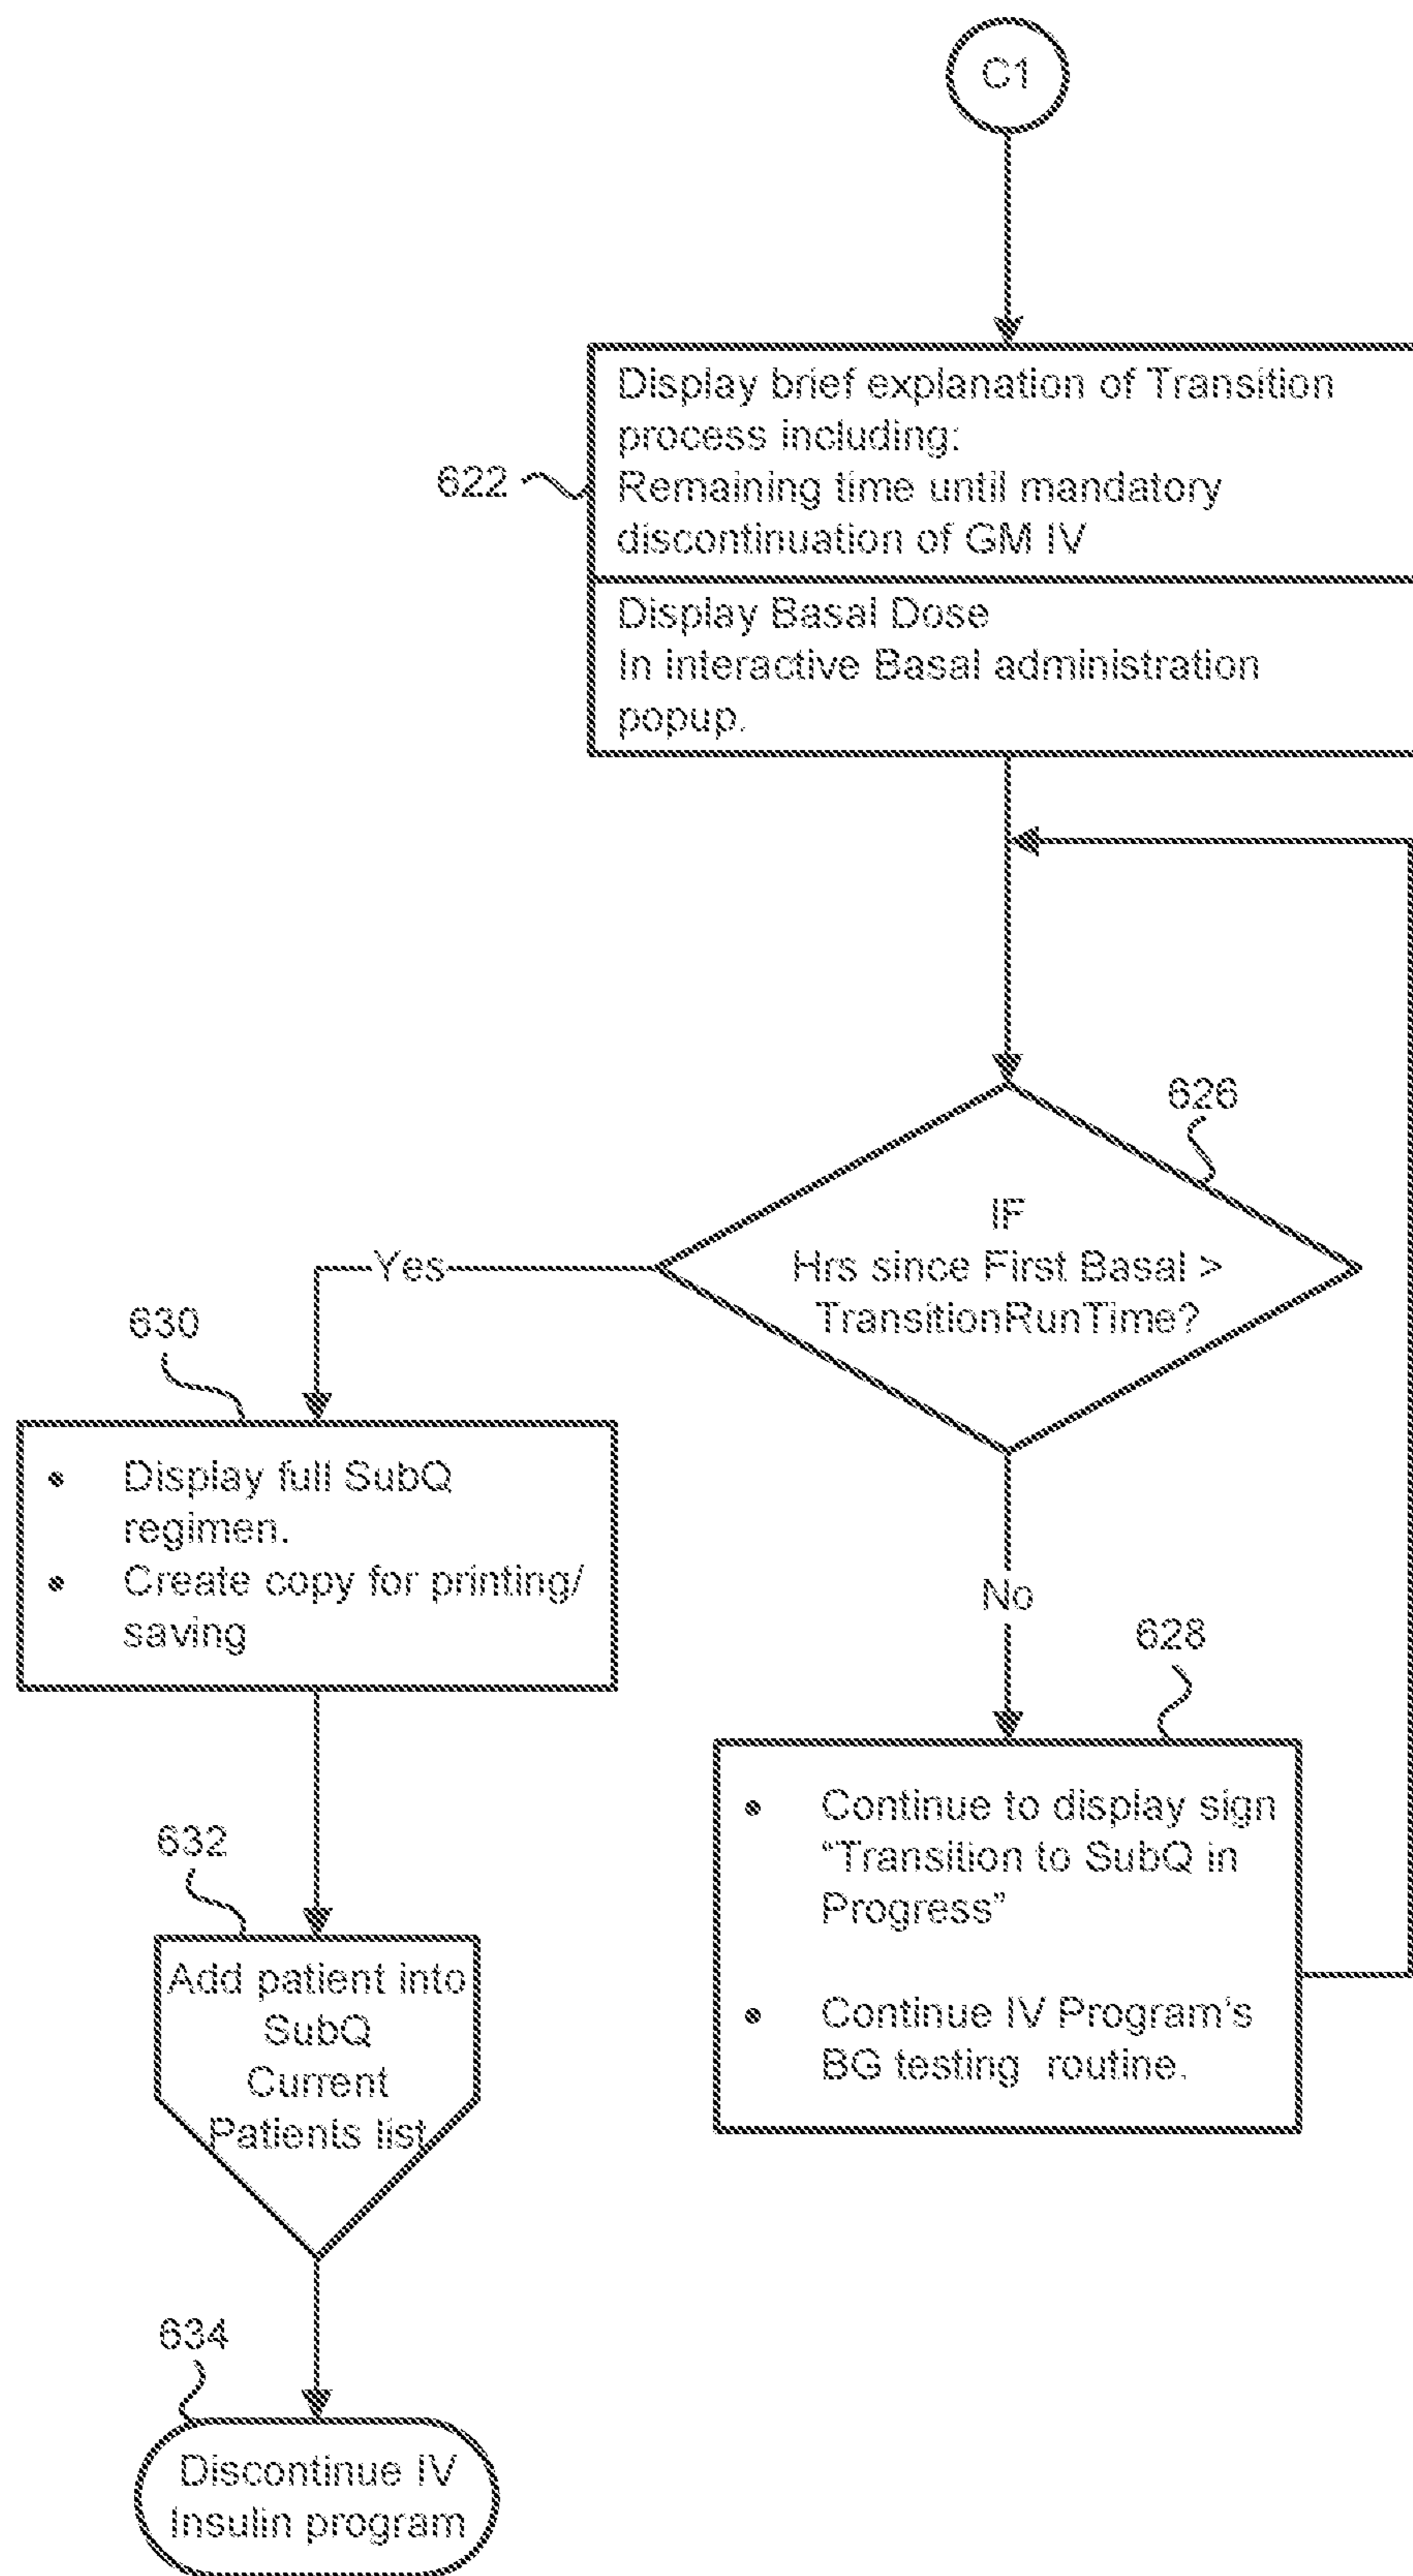 C1
Display brief explanation of Transition
process including:
Remaining time until mandatory
discontinuation of GM IV
622
Display Basal Dose
In interactive Basal administration
popup.
626
IF
Hrs since First Basal >
TransitionRunTime?
Yes
630
• Display full SubQ
regimen.
• Create copy for printing/
saving
No
628
• Continue to display sign
“Transition to SubQ in
Progress”
• Continue IV Program's
BG testing routine.
632
Add patient into
SubQ
Current
Patients list
634
Discontinue IV
Insulin program